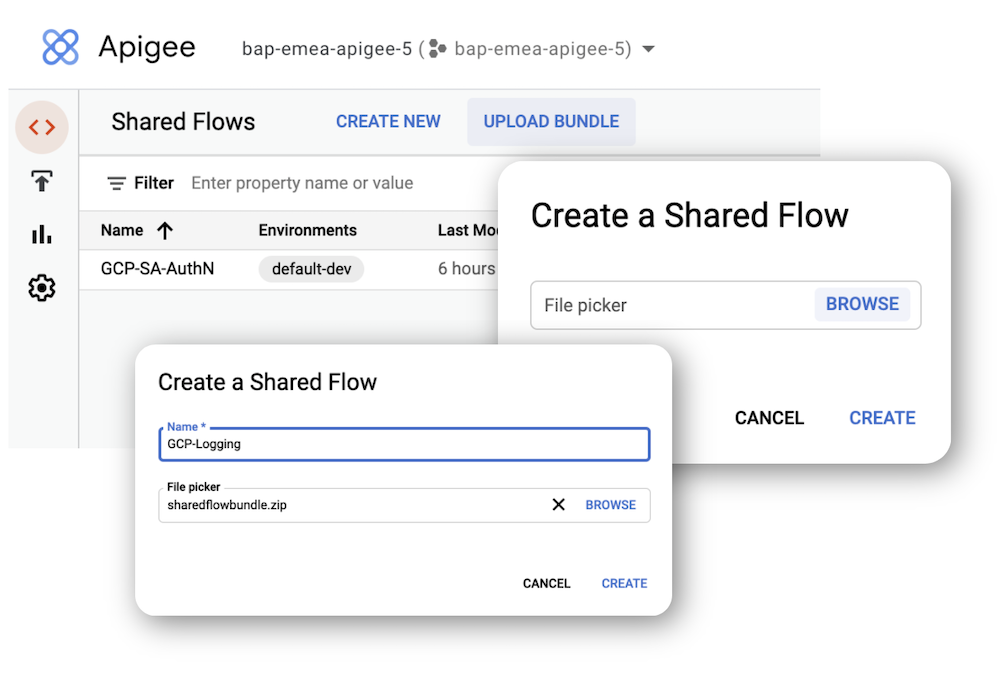 Apigee bap-emea-apigee-5 ( bap-emea-apigee-5)
Shared Flows CREATE NEW UPLOAD BUNDLE
Filter Enter property name or value
Name Environments Last Mo
GCP-SA-AuthN default-dev 6 hours
Create a Shared Flow
File picker BROWSE
CANCEL CREATE
Create a Shared Flow
Name *
GCP-Logging
File picker
sharedflowbundle.zip BROWSE
CANCEL CREATE